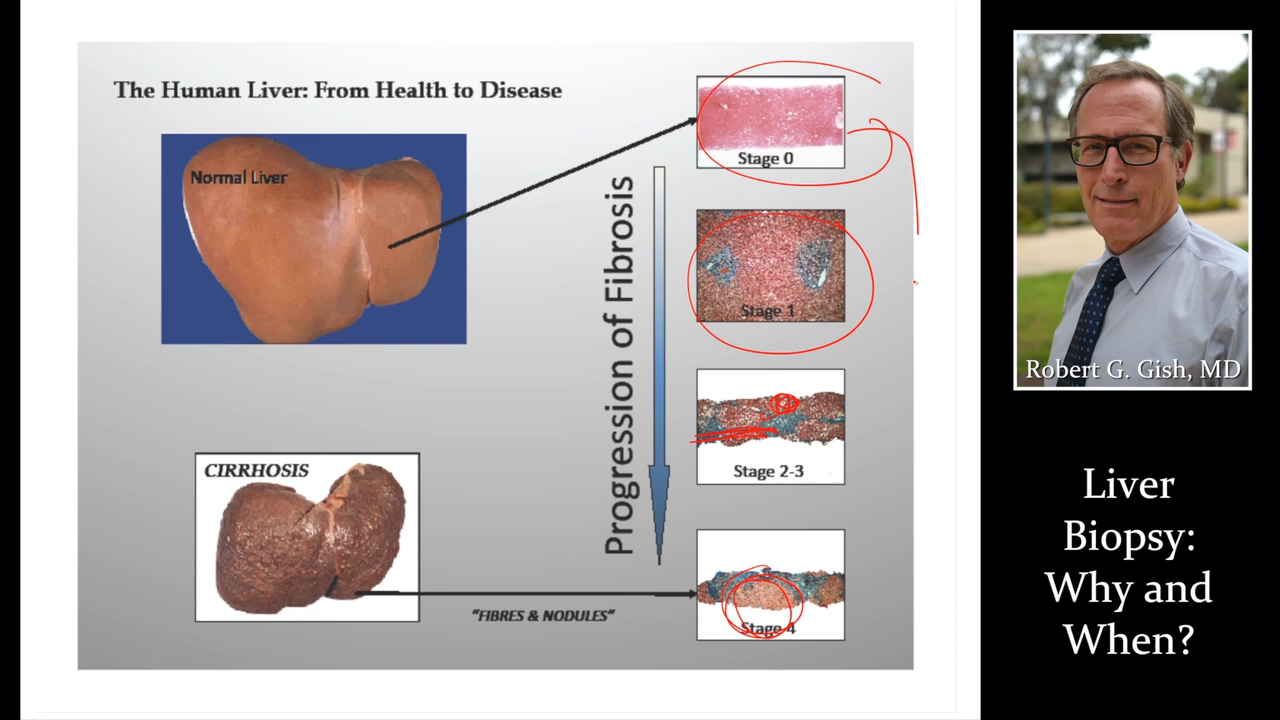 The Human Liver: From Health to Disease
Normal Liver
Stage 0
Progression of Fibrosis
Stage 1
Stage 2-3
CIRRHOSIS
"FIBRES & NODULES"
Stage 4
Robert G. Gish, MD
Liver
Biopsy:
Why and
When?